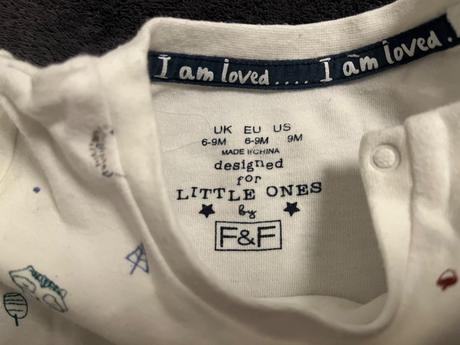 I am loved.... I am loved.
UK EU US
6-9M 6-9M 9M
MADE IN CHINA
designed
for
LITTLE ONES
by
F&F